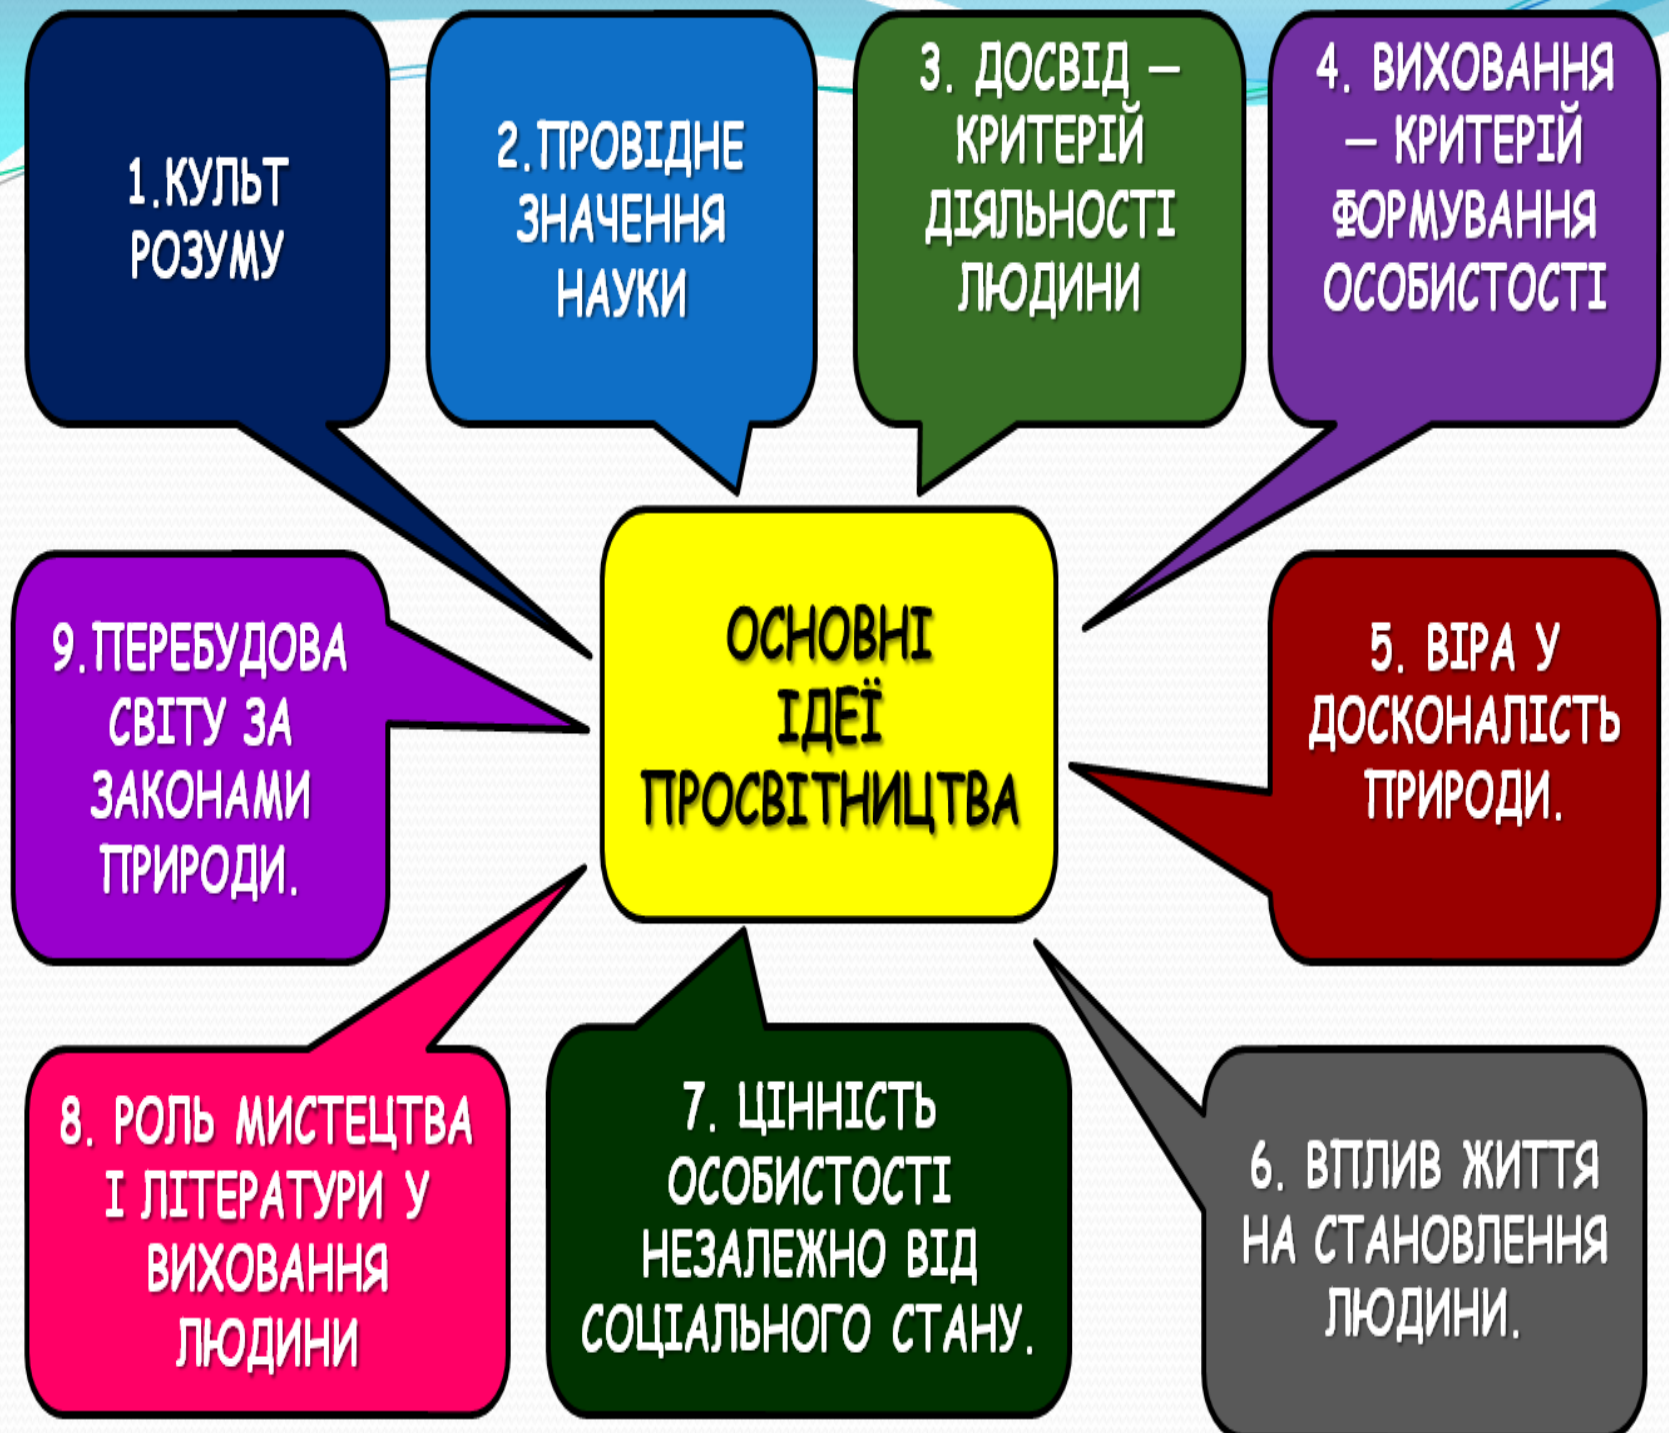 1.КУЛЬТ
РОЗУМУ
2.ПРОВІДНЕ
ЗНАЧЕННЯ
НАУКИ
3. ДОСВІД –
КРИТЕРІЙ
ДІЯЛЬНОСТІ
ЛЮДИНИ
4. ВИХОВАННЯ
– КРИТЕРІЙ
ФОРМУВАННЯ
ОСОБИСТОСТІ
ОСНОВНІ
ІДЕЇ
ПРОСВІТНИЦТВА
5. ВІРА У
ДОСКОНАЛІСТЬ
ПРИРОДИ.
6. ВПЛИВ ЖИТТЯ
НА СТАНОВЛЕННЯ
ЛЮДИНИ.
7. ЦІННІСТЬ
ОСОБИСТОСТІ
НЕЗАЛЕЖНО ВІД
СОЦІАЛЬНОГО СТАНУ.
8. РОЛЬ МИСТЕЦТВА
І ЛІТЕРАТУРИ У
ВИХОВАННЯ
ЛЮДИНИ
9.ПЕРЕБУДОВА
СВІТУ ЗА
ЗАКОНАМИ
ПРИРОДИ.